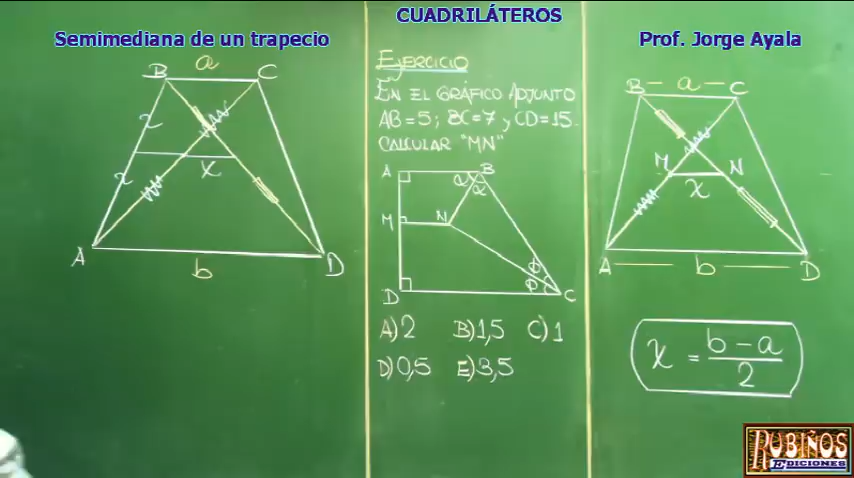 CUADRILÁTEROS
Semimediana de un trapecio
Prof. Jorge Ayala
B a C
x
x
x
A b D
EJERCICIO
EN EL GRÁFICO ADJUNTO
AB=5; BC=7 y CD=15.
CALCULAR "MN"
A B
α α
M N
φ
φ
D C
A) 2 B) 1,5 C) 1
D) 0,5 E) 3,5
B - a - C
M N
x
A b D
x = b - a
2
RUBIÑOS
EDICIONES